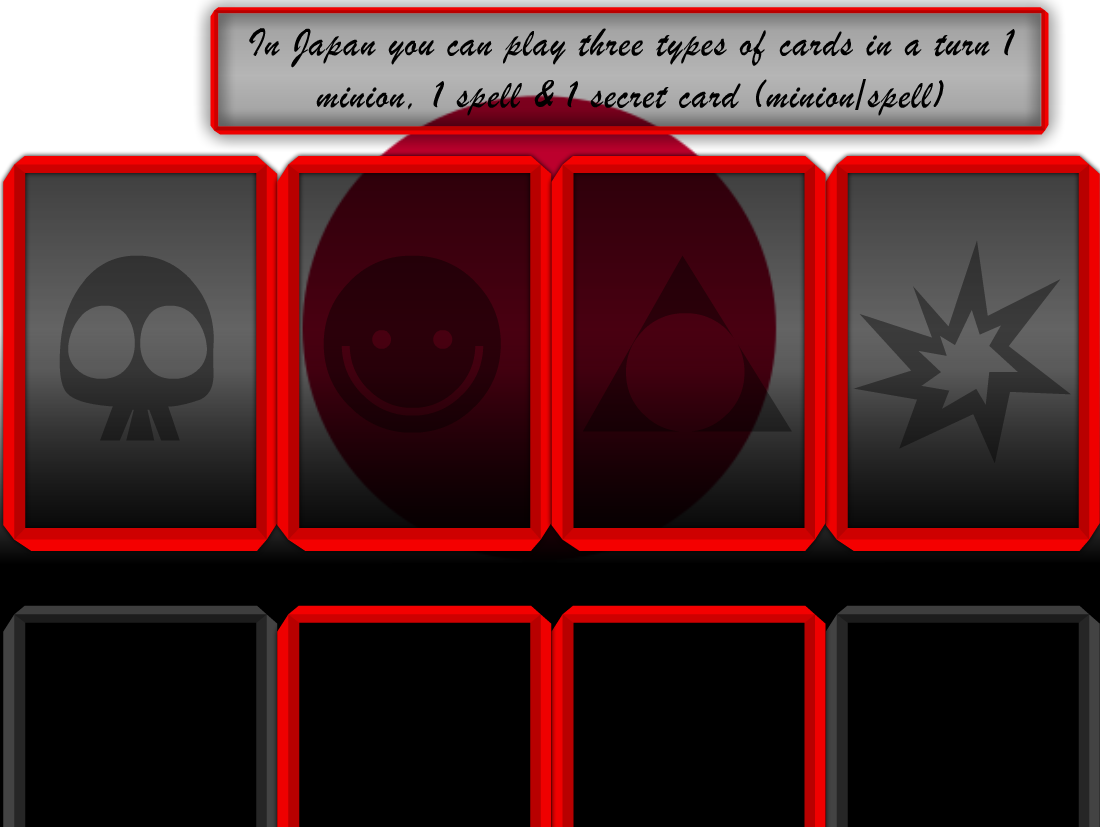 In Japan you can play three types of cards in a turn 1
minion, 1 spell & 1 secret card (minion/spell)